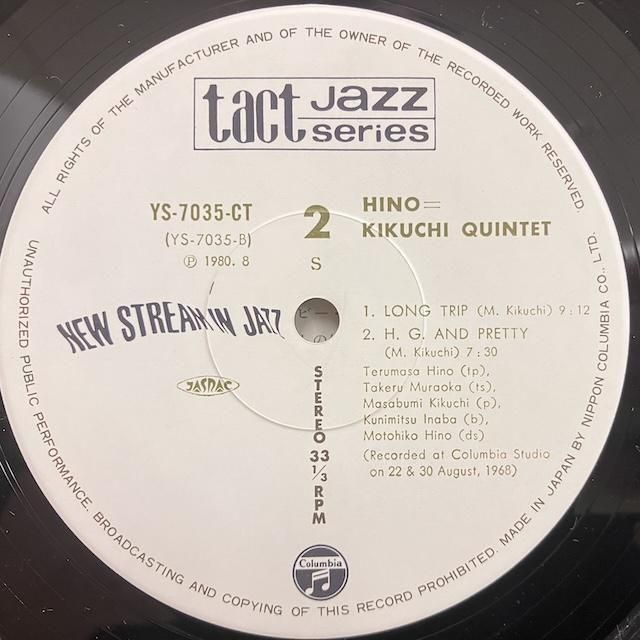 ALL RIGHTS OF THE MANUFACTURER AND OF THE OWNER OF THE RECORDED WORK RESERVED.
UNAUTHORIZED PUBLIC PERFORMANCE, BROADCASTING AND COPYING OF THIS RECORD PROHIBITED. MADE IN JAPAN BY NIPPON COLUMBIA CO., LTD.
tact JAZZ series
YS-7035-CT
(YS-7035-B)
Ⓟ 1980. 8
2
S
HINO=
KIKUCHI QUINTET
NEW STREAM IN JAZZ
JASRAC
ビー
の
STEREO 33 1/3 RPM
1. LONG TRIP (M. Kikuchi) 9:12
2. H. G. AND PRETTY
(M. Kikuchi) 7:30
Terumasa Hino (tp),
Takeru Muraoka (ts),
Masabumi Kikuchi (p),
Kunimitsu Inaba (b),
Motohiko Hino (ds)
(Recorded at Columbia Studio
on 22 & 30 August, 1968)
Columbia